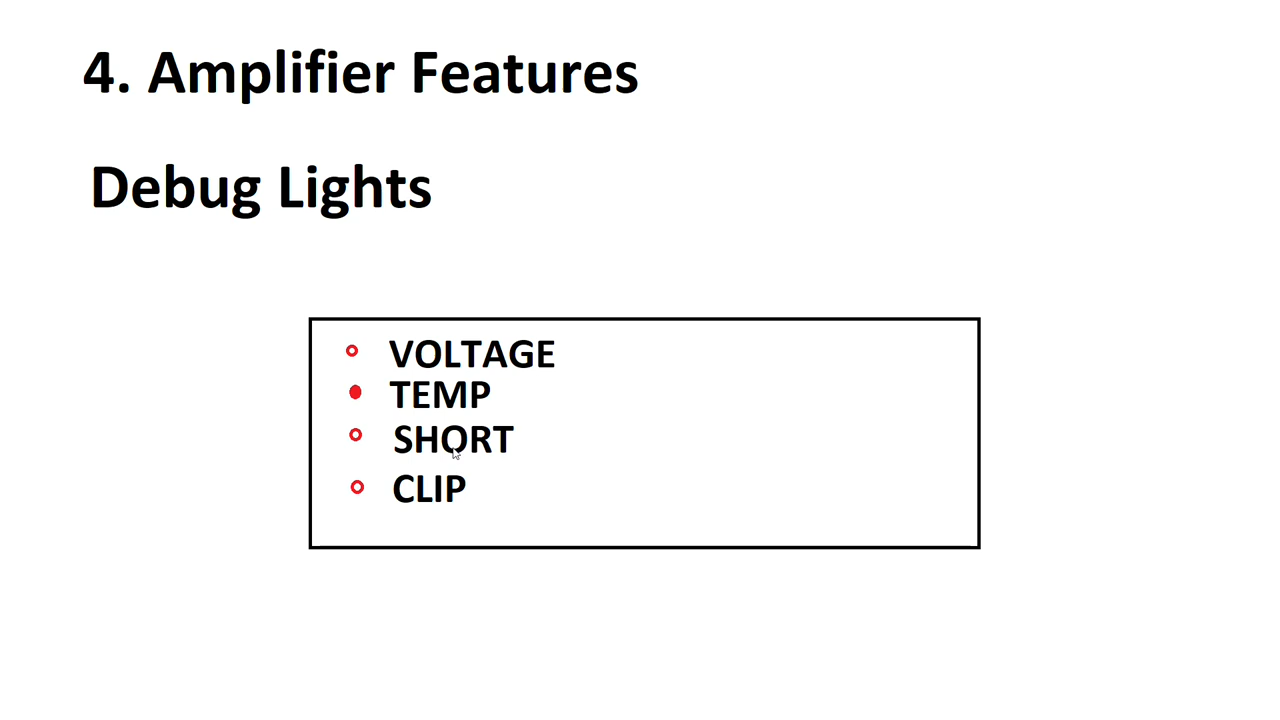 4. Amplifier Features
Debug Lights
VOLTAGE
TEMP
SHORT
CLIP